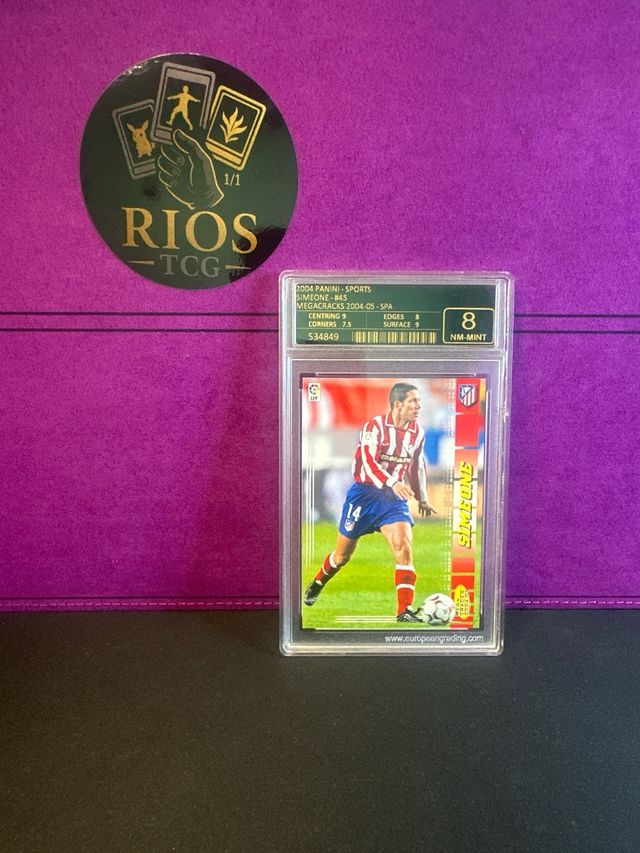 1/1
RIOS
TCG
2004 PANINI - SPORTS
SIMEONE - #45
MEGACRACKS 2004-05 - SPA
CENTRING 9 EDGES 8
CORNERS 7.5 SURFACE 9
534849
8
NM-MINT
LFP
SIMEONE
14
www.europeangrading.com